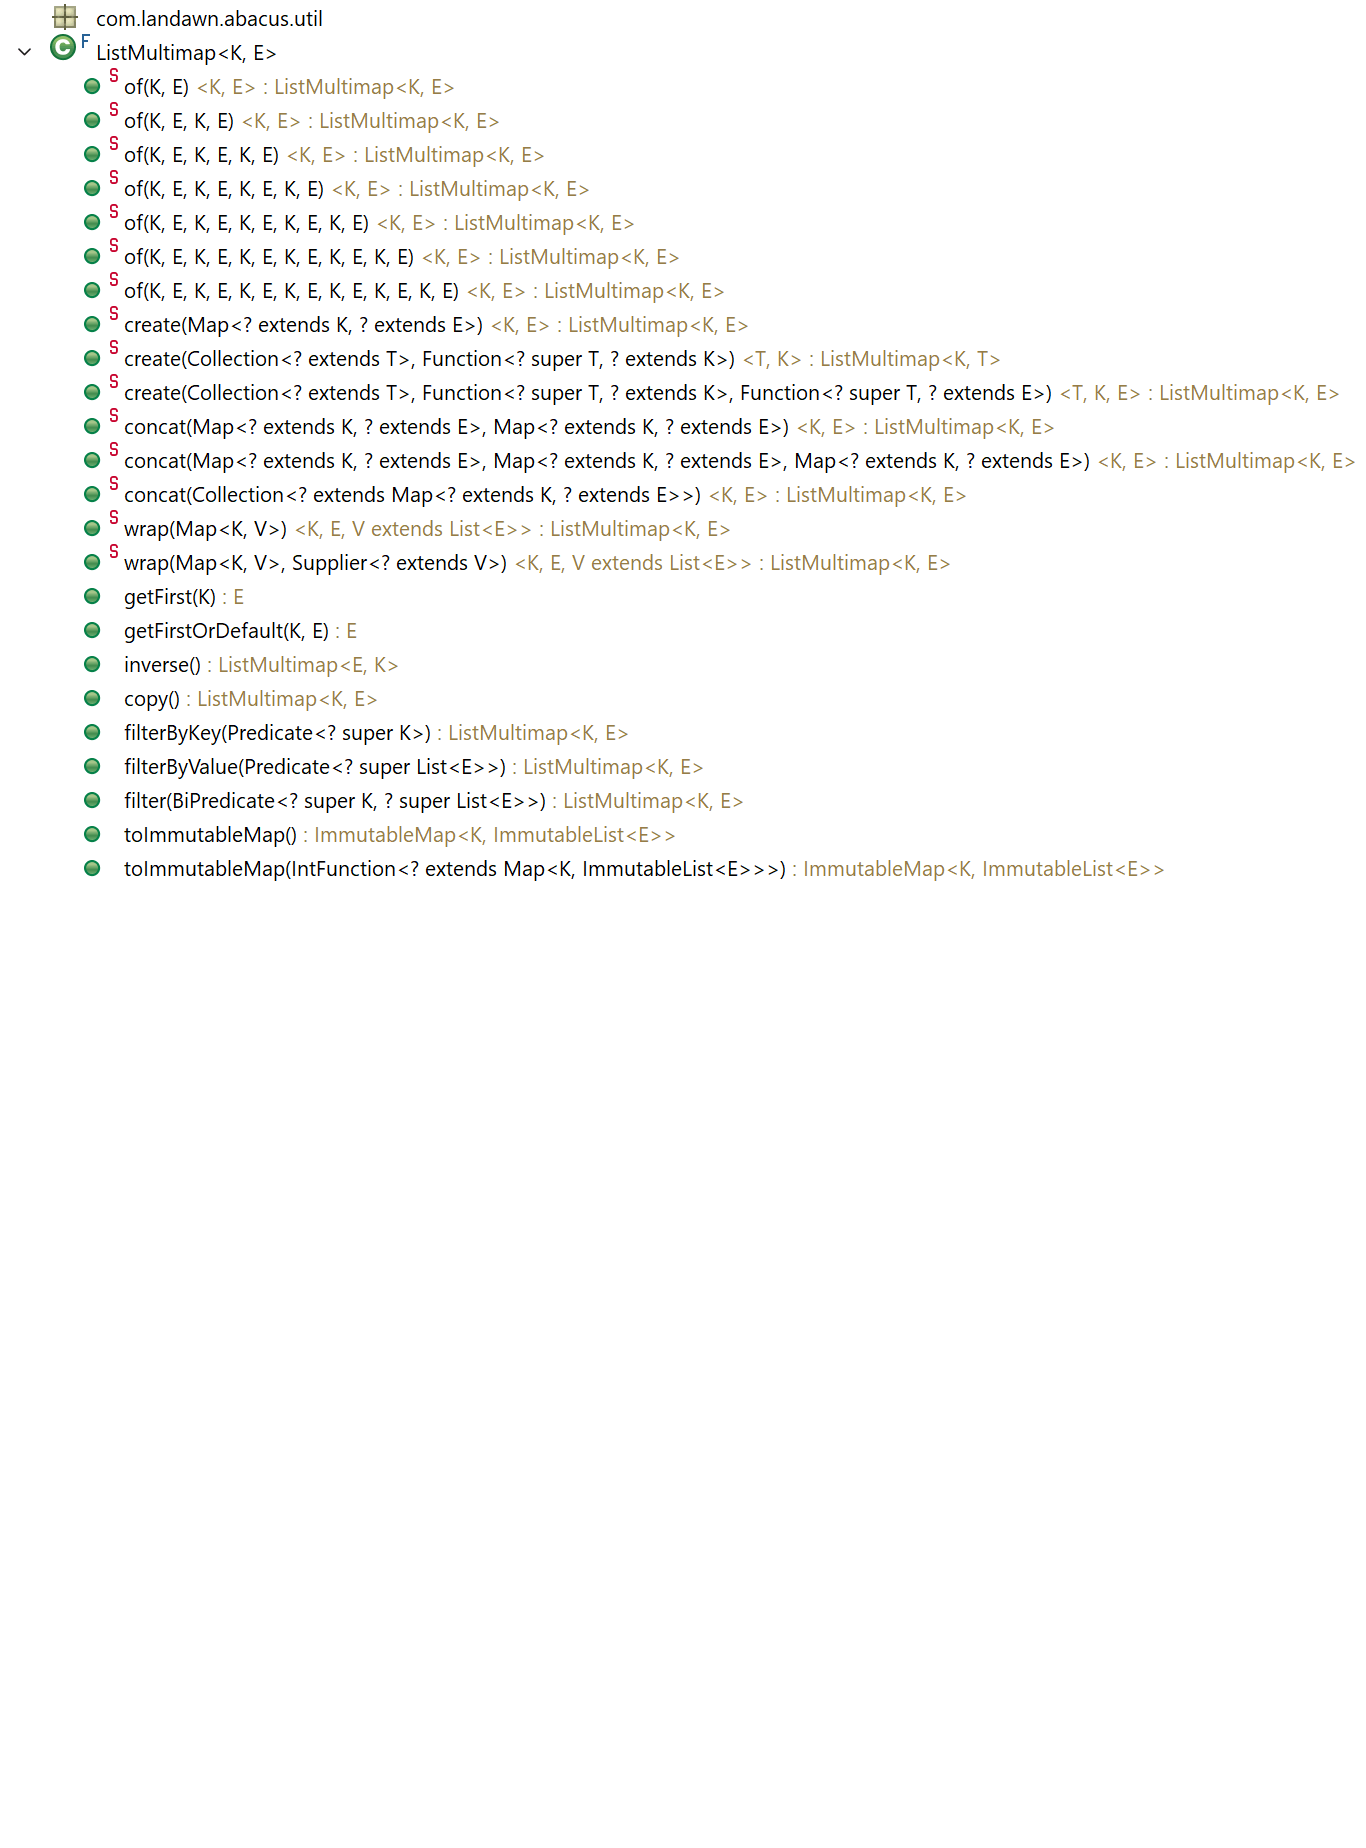 com.landawn.abacus.util
C F ListMultimap<K, E>
S of(K, E) <K, E> : ListMultimap<K, E>
S of(K, E, K, E) <K, E> : ListMultimap<K, E>
S of(K, E, K, E, K, E) <K, E> : ListMultimap<K, E>
S of(K, E, K, E, K, E, K, E) <K, E> : ListMultimap<K, E>
S of(K, E, K, E, K, E, K, E, K, E) <K, E> : ListMultimap<K, E>
S of(K, E, K, E, K, E, K, E, K, E, K, E) <K, E> : ListMultimap<K, E>
S of(K, E, K, E, K, E, K, E, K, E, K, E, K, E) <K, E> : ListMultimap<K, E>
S create(Map<? extends K, ? extends E>) <K, E> : ListMultimap<K, E>
S create(Collection<? extends T>, Function<? super T, ? extends K>) <T, K> : ListMultimap<K, T>
S create(Collection<? extends T>, Function<? super T, ? extends K>, Function<? super T, ? extends E>) <T, K, E> : ListMultimap<K, E>
S concat(Map<? extends K, ? extends E>, Map<? extends K, ? extends E>) <K, E> : ListMultimap<K, E>
S concat(Map<? extends K, ? extends E>, Map<? extends K, ? extends E>, Map<? extends K, ? extends E>) <K, E> : ListMultimap<K, E>
S concat(Collection<? extends Map<? extends K, ? extends E>>) <K, E> : ListMultimap<K, E>
S wrap(Map<K, V>) <K, E, V extends List<E>> : ListMultimap<K, E>
S wrap(Map<K, V>, Supplier<? extends V>) <K, E, V extends List<E>> : ListMultimap<K, E>
getFirst(K) : E
getFirstOrDefault(K, E) : E
inverse() : ListMultimap<E, K>
copy() : ListMultimap<K, E>
filterByKey(Predicate<? super K>) : ListMultimap<K, E>
filterByValue(Predicate<? super List<E>>) : ListMultimap<K, E>
filter(BiPredicate<? super K, ? super List<E>>) : ListMultimap<K, E>
toImmutableMap() : ImmutableMap<K, ImmutableList<E>>
toImmutableMap(IntFunction<? extends Map<K, ImmutableList<E>>>) : ImmutableMap<K, ImmutableList<E>>